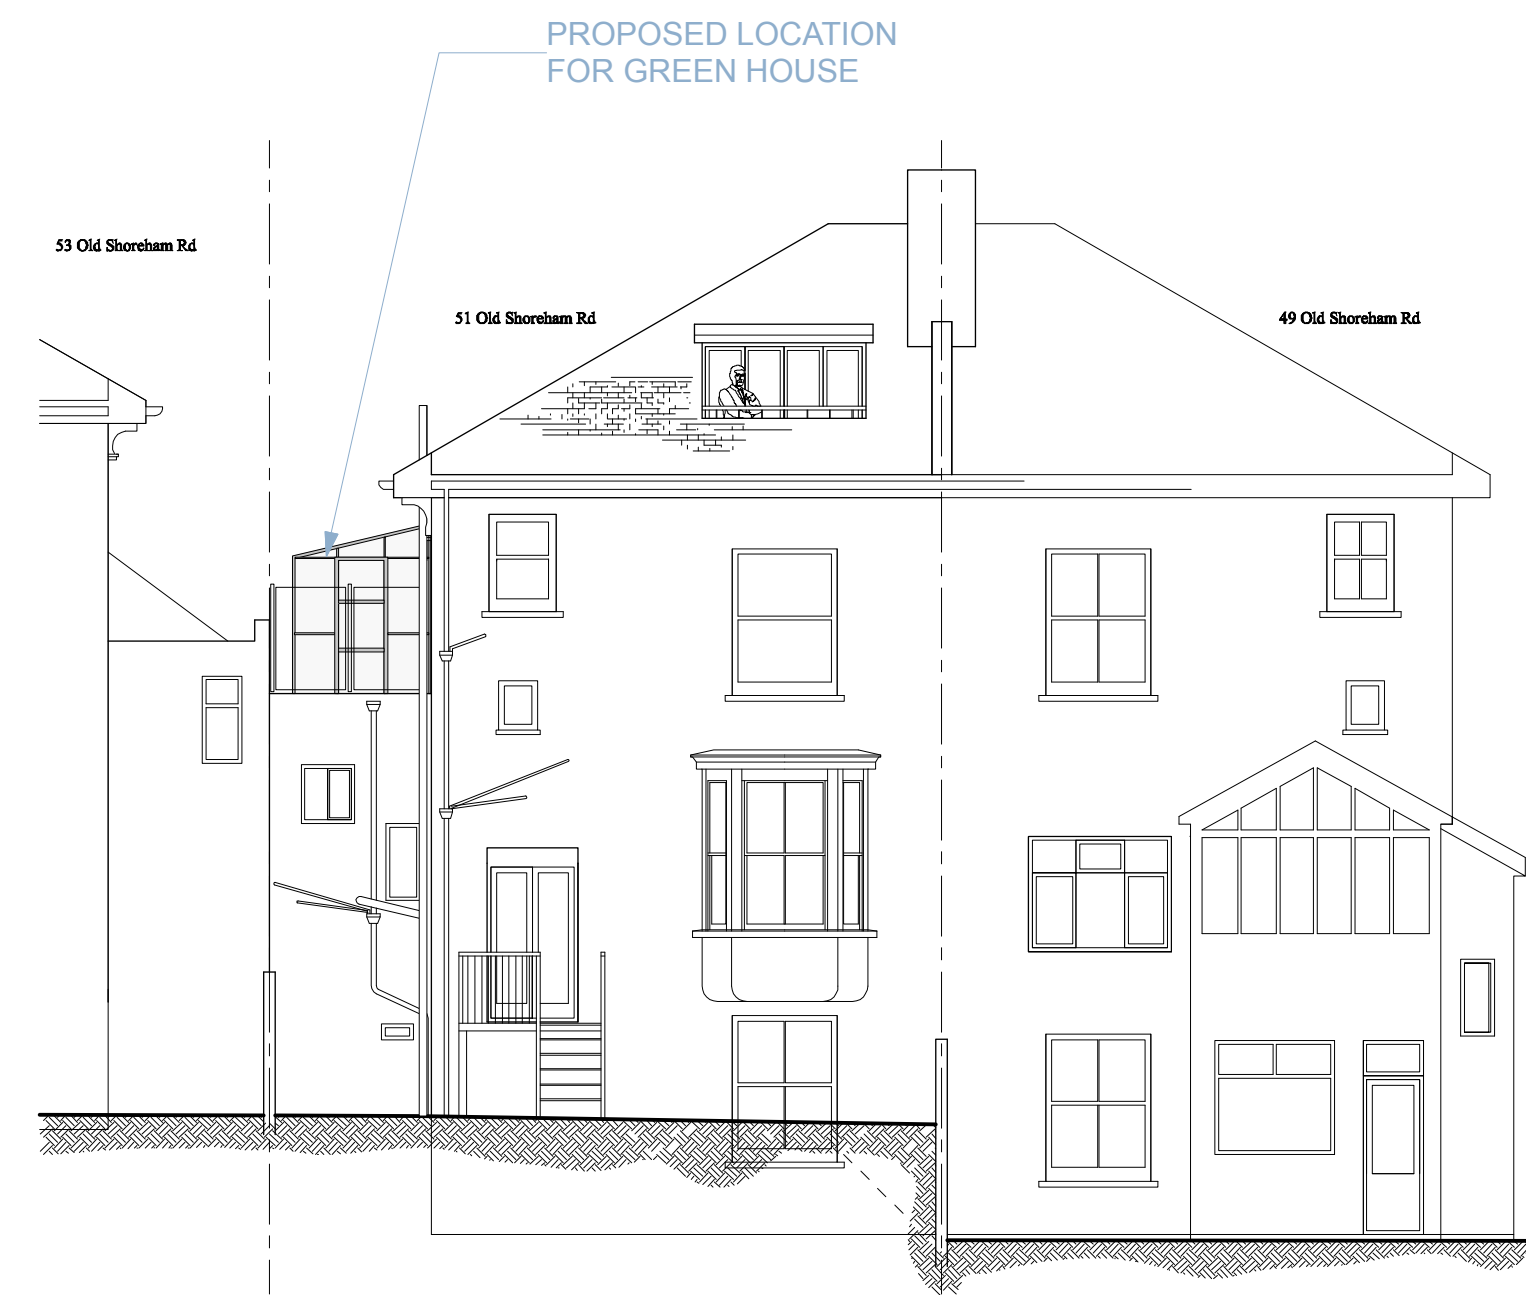 PROPOSED LOCATION
FOR GREEN HOUSE
53 Old Shoreham Rd
51 Old Shoreham Rd
49 Old Shoreham Rd